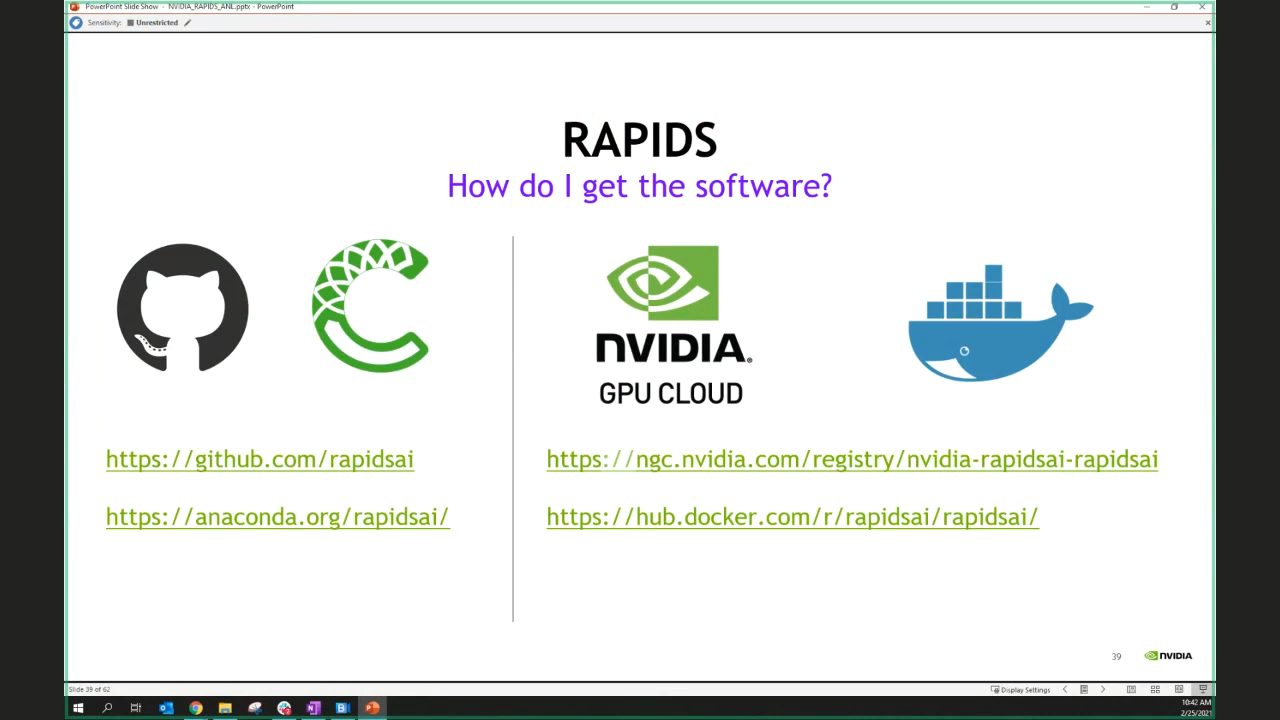 PowerPoint Slide Show - NVIDIA_RAPIDS_ANL.pptx - PowerPoint
Sensitivity: Unrestricted
RAPIDS
How do I get the software?
NVIDIA.
GPU CLOUD
https://github.com/rapidsai
https://anaconda.org/rapidsai/
https://ngc.nvidia.com/registry/nvidia-rapidsai-rapidsai
https://hub.docker.com/r/rapidsai/rapidsai/
39
NVIDIA
Slide 39 of 62
Display Settings
10:42 AM
2/25/2021